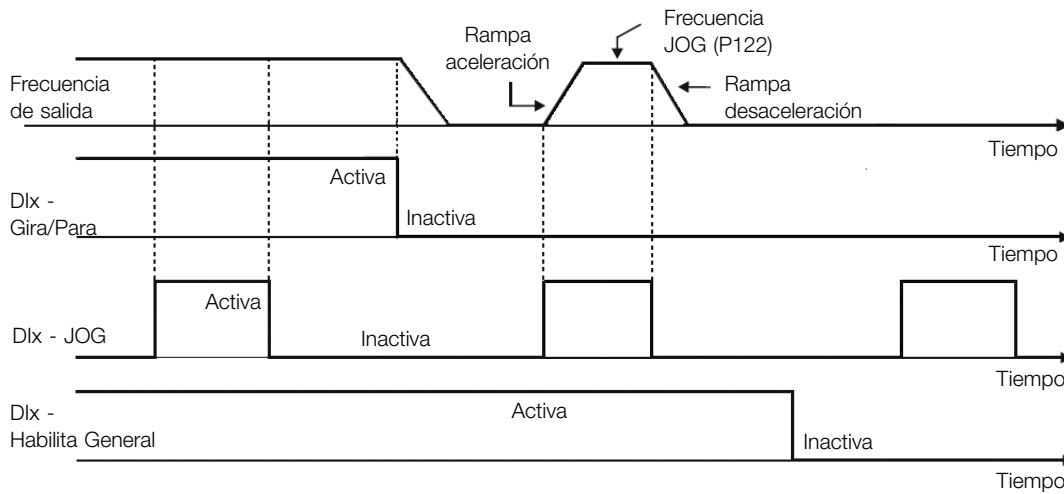 Frecuencia
JOG (P122)
Rampa
aceleración
Frecuencia
de salida
Rampa
desaceleración
Tiempo
Activa
DIx -
Gira/Para
Inactiva
Tiempo
Activa
DIx - JOG
Inactiva
Tiempo
DIx -
Habilita General
Activa
Inactiva
Tiempo